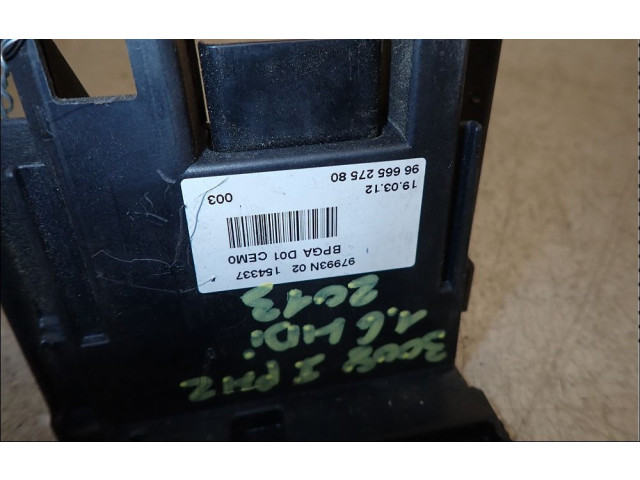 3008 I PH2
1.6 HDi
2013
97993N 02 154337
BPGA D01 CEM0
003
19.03.12
96 665 275 80